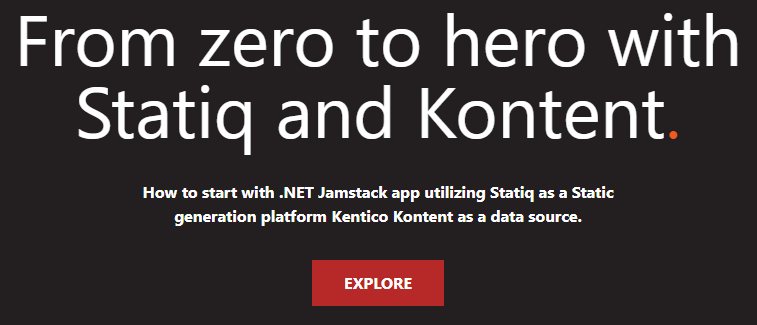 From zero to hero with
Statiq and Kontent.
How to start with .NET Jamstack app utilizing Statiq as a Static
generation platform Kentico Kontent as a data source.
EXPLORE